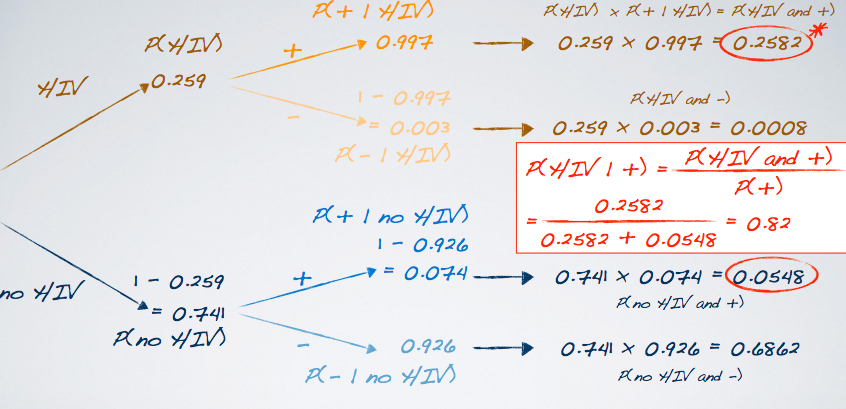 P(+ | HIV)
P(HIV) × P(+ | HIV) = P(HIV and +)
P(HIV)
+
0.997
0.259 × 0.997 = 0.2582 *
HIV
0.259
1 - 0.997
P(HIV and -)
-
= 0.003
0.259 × 0.003 = 0.0008
P(- | HIV)
P(HIV | +) = P(HIV and +)
P(+)
= 0.2582
0.2582 + 0.0548
= 0.82
P(+ | no HIV)
1 - 0.926
1 - 0.259
+
= 0.074
0.741 × 0.074 = 0.0548
no HIV
= 0.741
P(no HIV and +)
P(no HIV)
-
0.926
0.741 × 0.926 = 0.6862
P(- | no HIV)
P(no HIV and -)